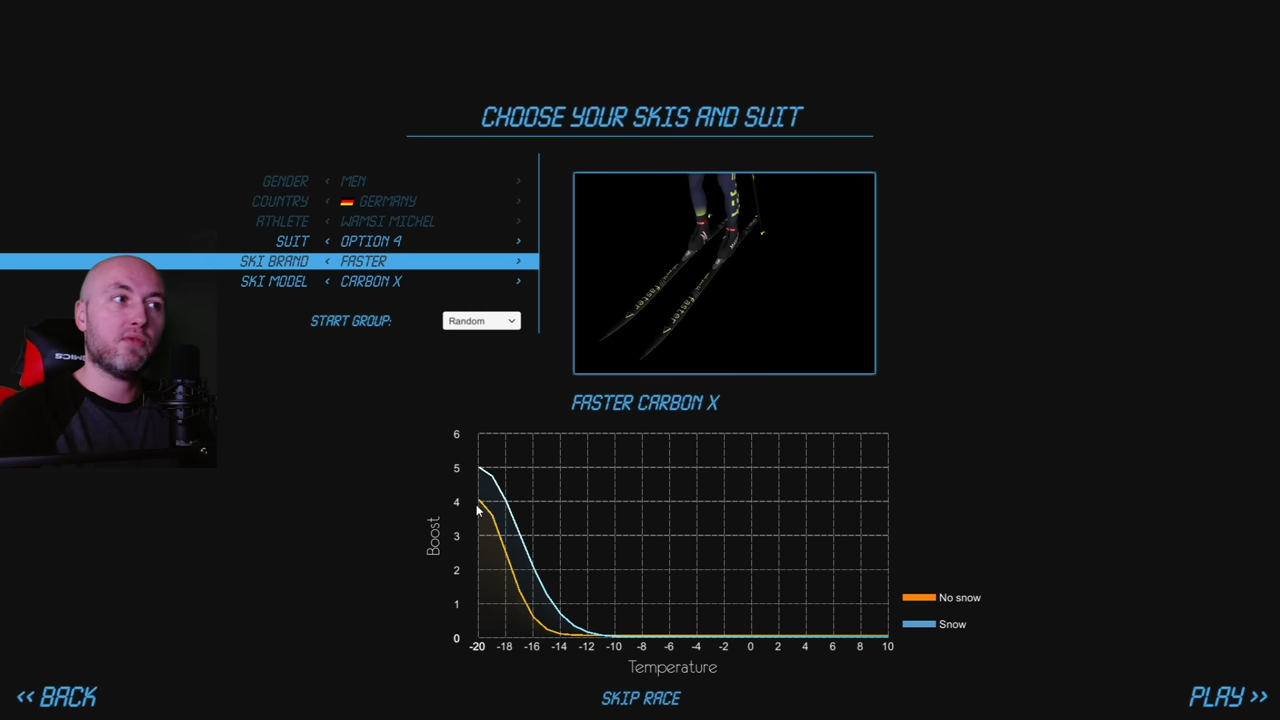 CHOOSE YOUR SKIS AND SUIT
GENDER ‹ MEN ›
COUNTRY ‹ GERMANY ›
ATHLETE ‹ WAMSI MICHEL ›
SUIT ‹ OPTION 4 ›
SKI BRAND ‹ FASTER ›
SKI MODEL ‹ CARBON X ›
START GROUP: Random
faster
faster
FASTER CARBON X
6
5
4
3
2
1
0
Boost
-20 -18 -16 -14 -12 -10 -8 -6 -4 -2 0 2 4 6 8 10
Temperature
No snow
Snow
<< BACK
SKIP RACE
PLAY >>